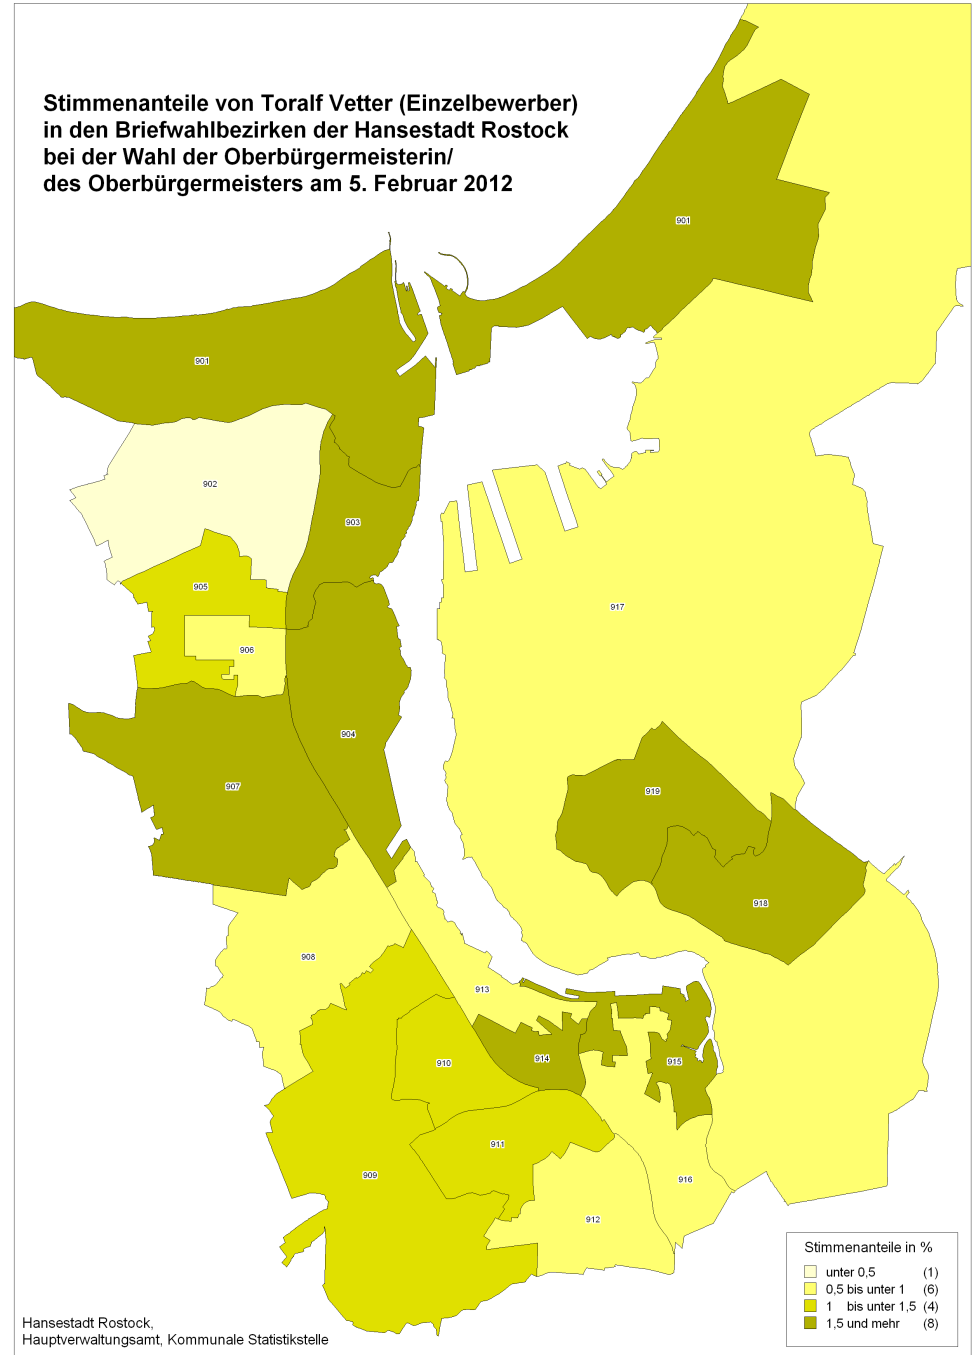 Stimmenanteile von Toralf Vetter (Einzelbewerber)
in den Briefwahlbezirken der Hansestadt Rostock
bei der Wahl der Oberbürgermeisterin/
des Oberbürgermeisters am 5. Februar 2012
901
901
902
903
905
917
906
904
907
919
918
908
913
914
915
910
911
909
916
912
Stimmenanteile in %
unter 0,5 (1)
0,5 bis unter 1 (6)
1 bis unter 1,5 (4)
1,5 und mehr (8)
Hansestadt Rostock,
Hauptverwaltungsamt, Kommunale Statistikstelle